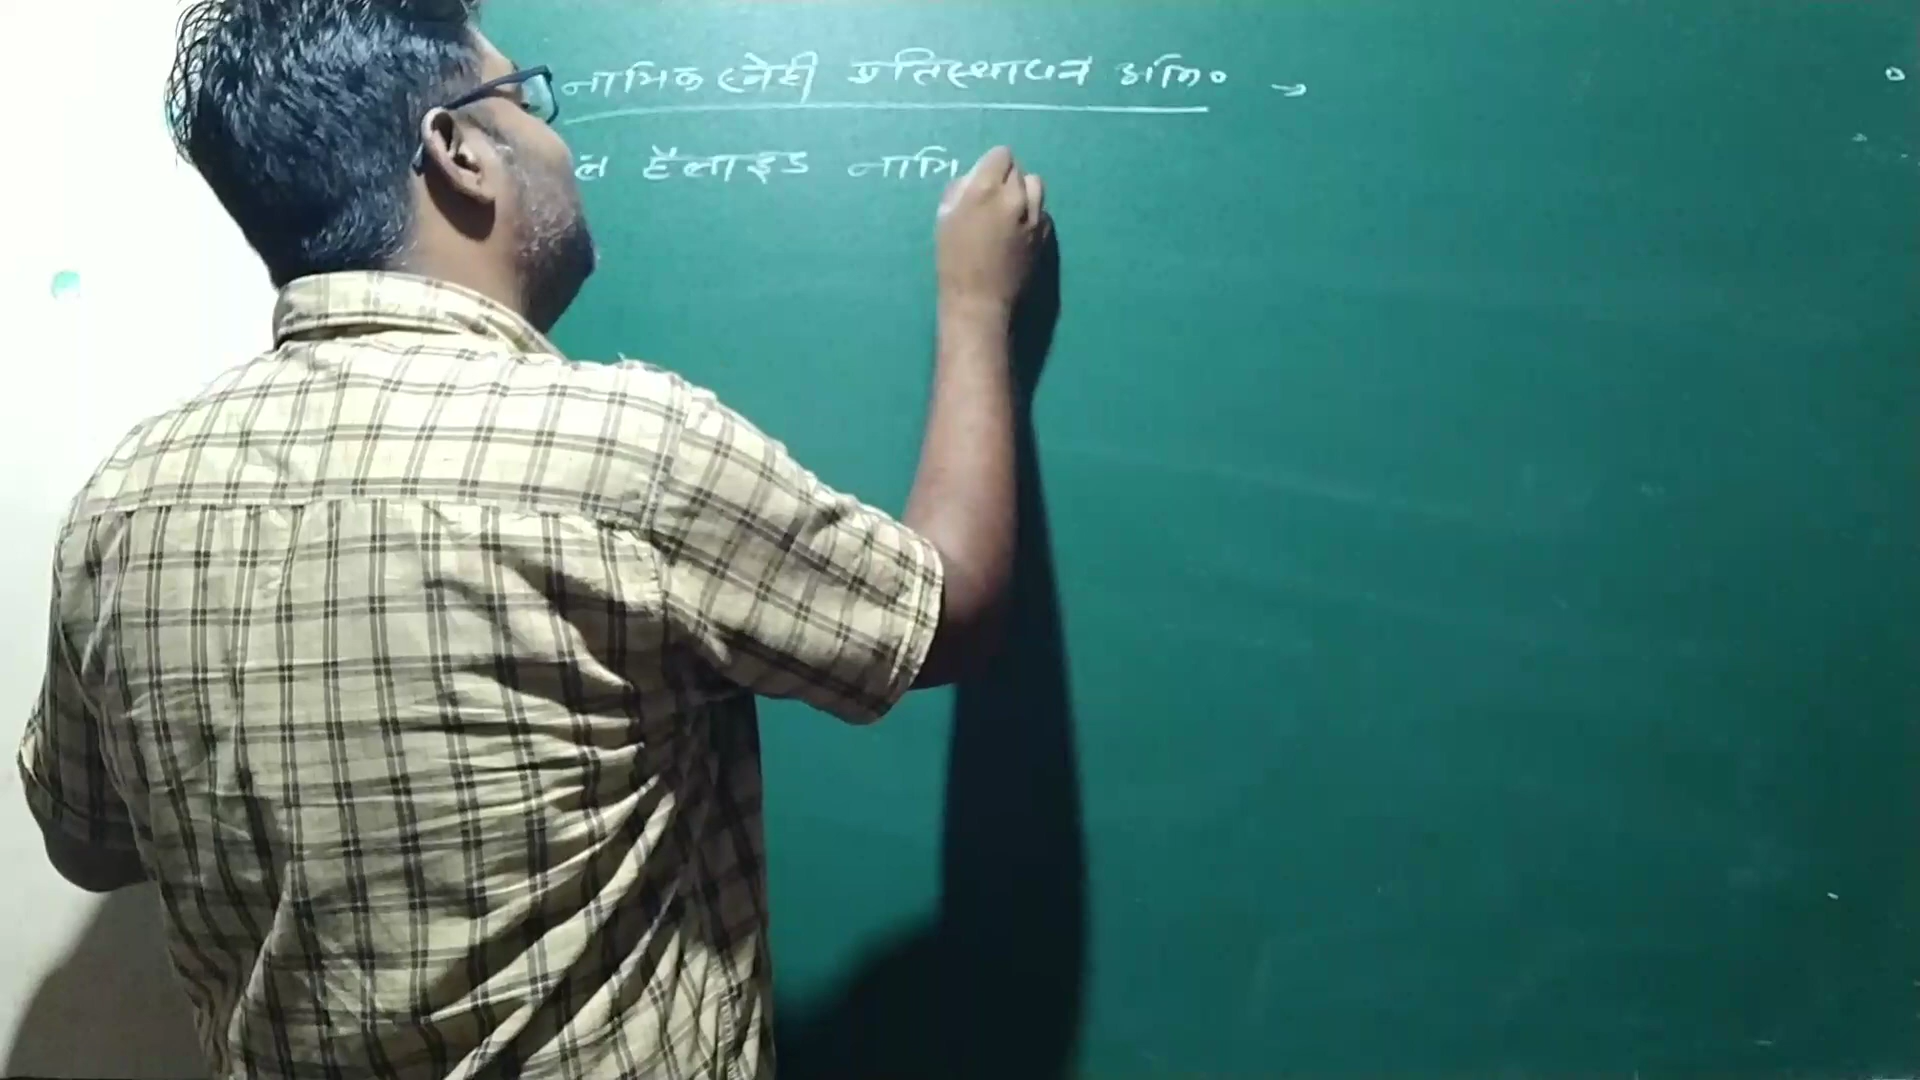 नाभिक स्नेही प्रतिस्थापन अभि० →
ल हैलाइड नाभि